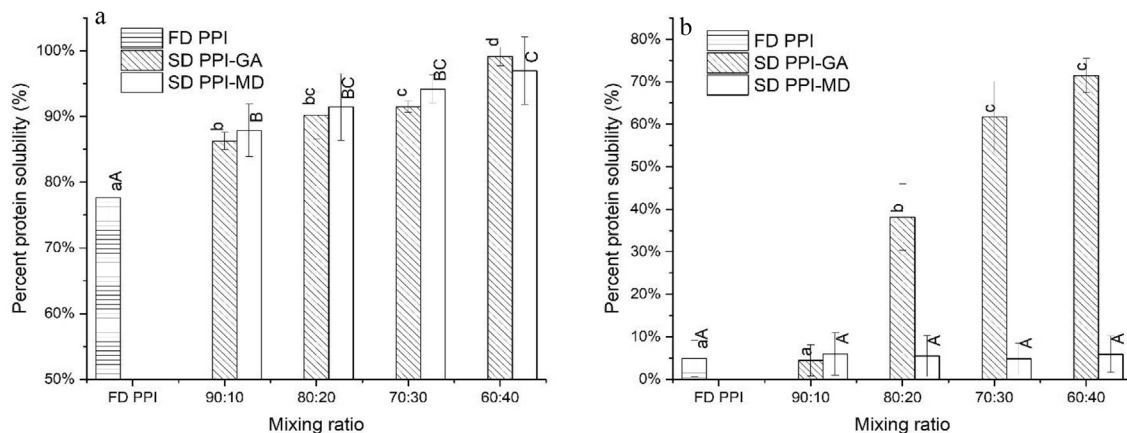 a
FD PPI
SD PPI-GA
SD PPI-MD
Percent protein solubility (%)
100%
90%
80%
70%
60%
50%
aA
b
B
bc
BC
c
BC
d
C
FD PPI
90:10
80:20
70:30
60:40
Mixing ratio
b
FD PPI
SD PPI-GA
SD PPI-MD
Percent protein solubility (%)
80%
70%
60%
50%
40%
30%
20%
10%
0%
aA
a
A
b
A
c
A
c
A
FD PPI
90:10
80:20
70:30
60:40
Mixing ratio